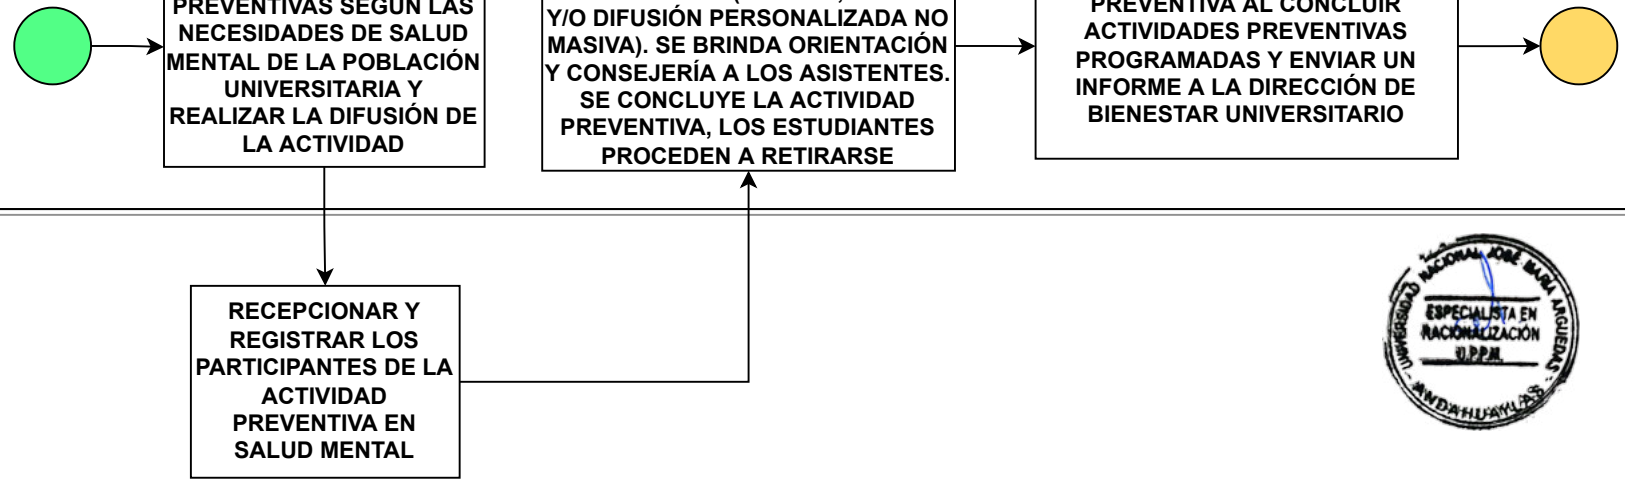 PREVENTIVAS SEGÚN LAS
NECESIDADES DE SALUD
MENTAL DE LA POBLACIÓN
UNIVERSITARIA Y
REALIZAR LA DIFUSIÓN DE
LA ACTIVIDAD
Y/O DIFUSIÓN PERSONALIZADA NO
MASIVA). SE BRINDA ORIENTACIÓN
Y CONSEJERÍA A LOS ASISTENTES.
SE CONCLUYE LA ACTIVIDAD
PREVENTIVA, LOS ESTUDIANTES
PROCEDEN A RETIRARSE
PREVENTIVA AL CONCLUIR
ACTIVIDADES PREVENTIVAS
PROGRAMADAS Y ENVIAR UN
INFORME A LA DIRECCIÓN DE
BIENESTAR UNIVERSITARIO
RECEPCIONAR Y
REGISTRAR LOS
PARTICIPANTES DE LA
ACTIVIDAD
PREVENTIVA EN
SALUD MENTAL
UNIVERSIDAD NACIONAL JOSÉ MARÍA ARGUEDAS
ESPECIALISTA EN
RACIONALIZACIÓN
U.P.P.M.
- ANDAHUAYLAS -